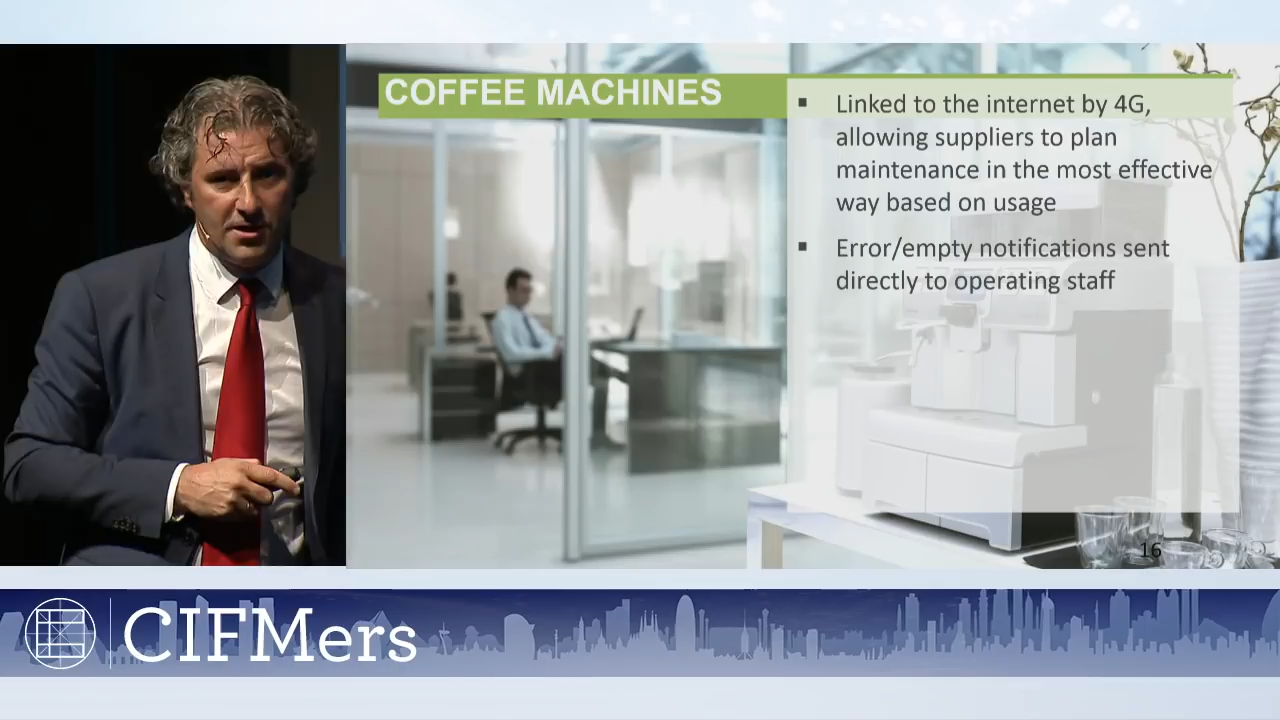 COFFEE MACHINES
▪ Linked to the internet by 4G,
allowing suppliers to plan
maintenance in the most effective
way based on usage
▪ Error/empty notifications sent
directly to operating staff
16
CIFMers